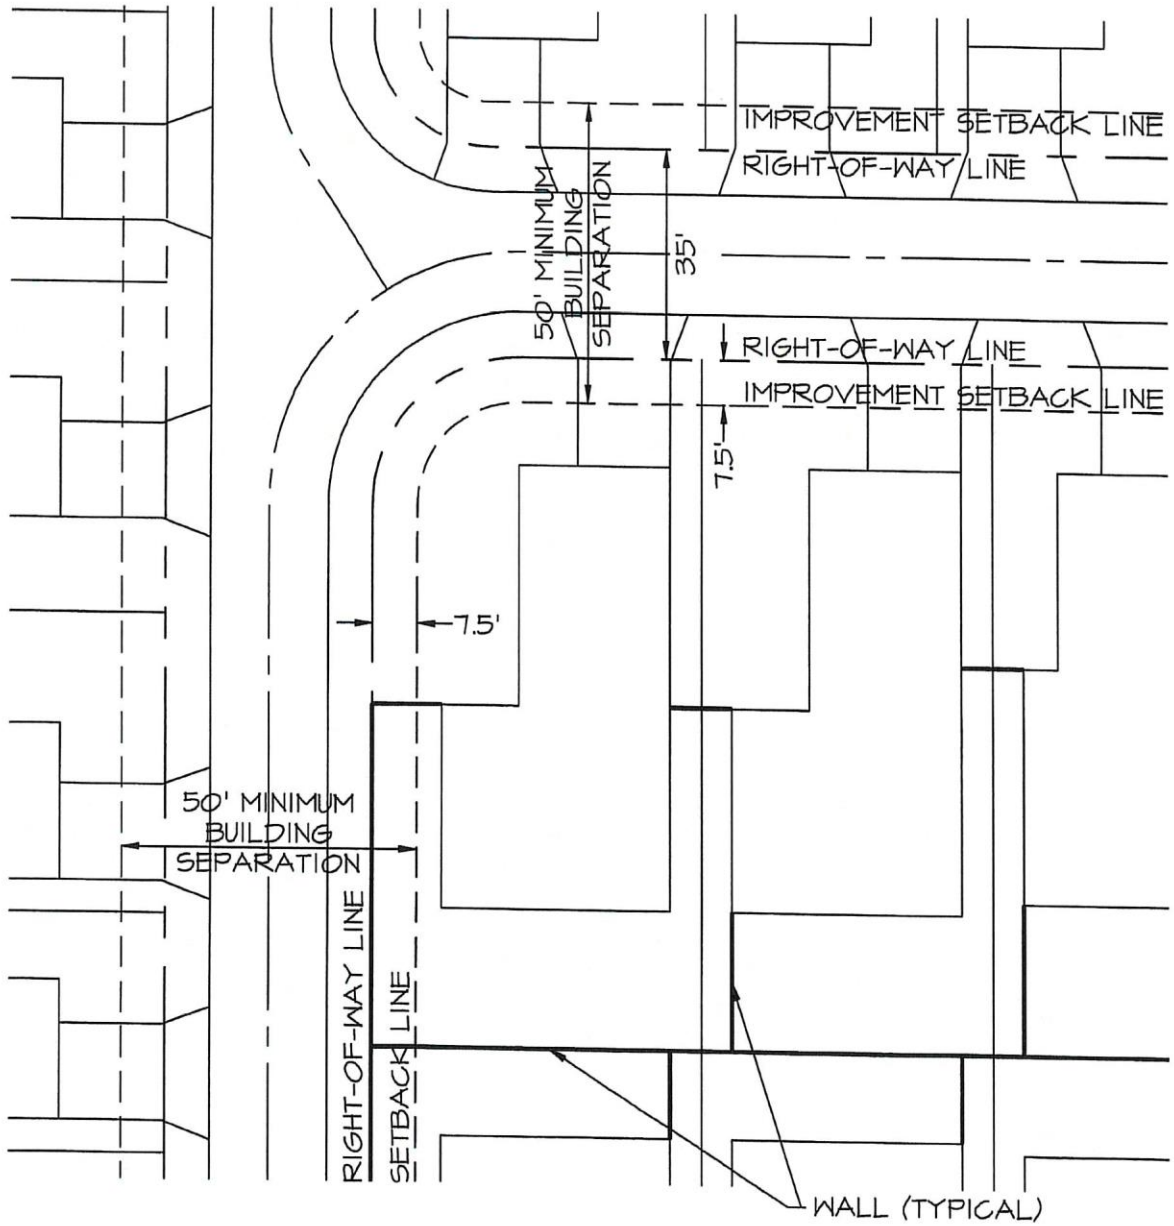 IMPROVEMENT SETBACK LINE
RIGHT-OF-WAY LINE
50' MINIMUM
BUILDING
SEPARATION
35'
RIGHT-OF-WAY LINE
IMPROVEMENT SETBACK LINE
7.5'
7.5'
50' MINIMUM
BUILDING
SEPARATION
RIGHT-OF-WAY LINE
SETBACK LINE
WALL (TYPICAL)